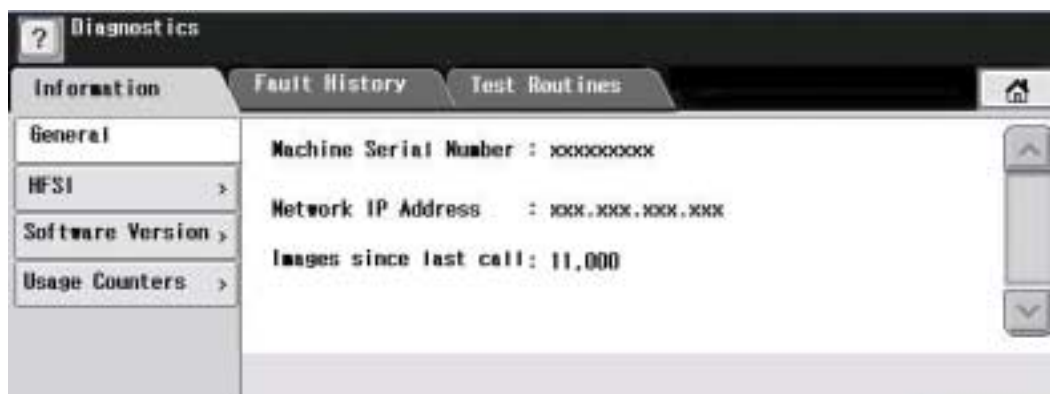 ? Diagnostics
Information Fault History Test Routines
General
HFSI >
Software Version >
Usage Counters >
Machine Serial Number : xxxxxxxxx
Network IP Address : xxx.xxx.xxx.xxx
Images since last call: 11,000